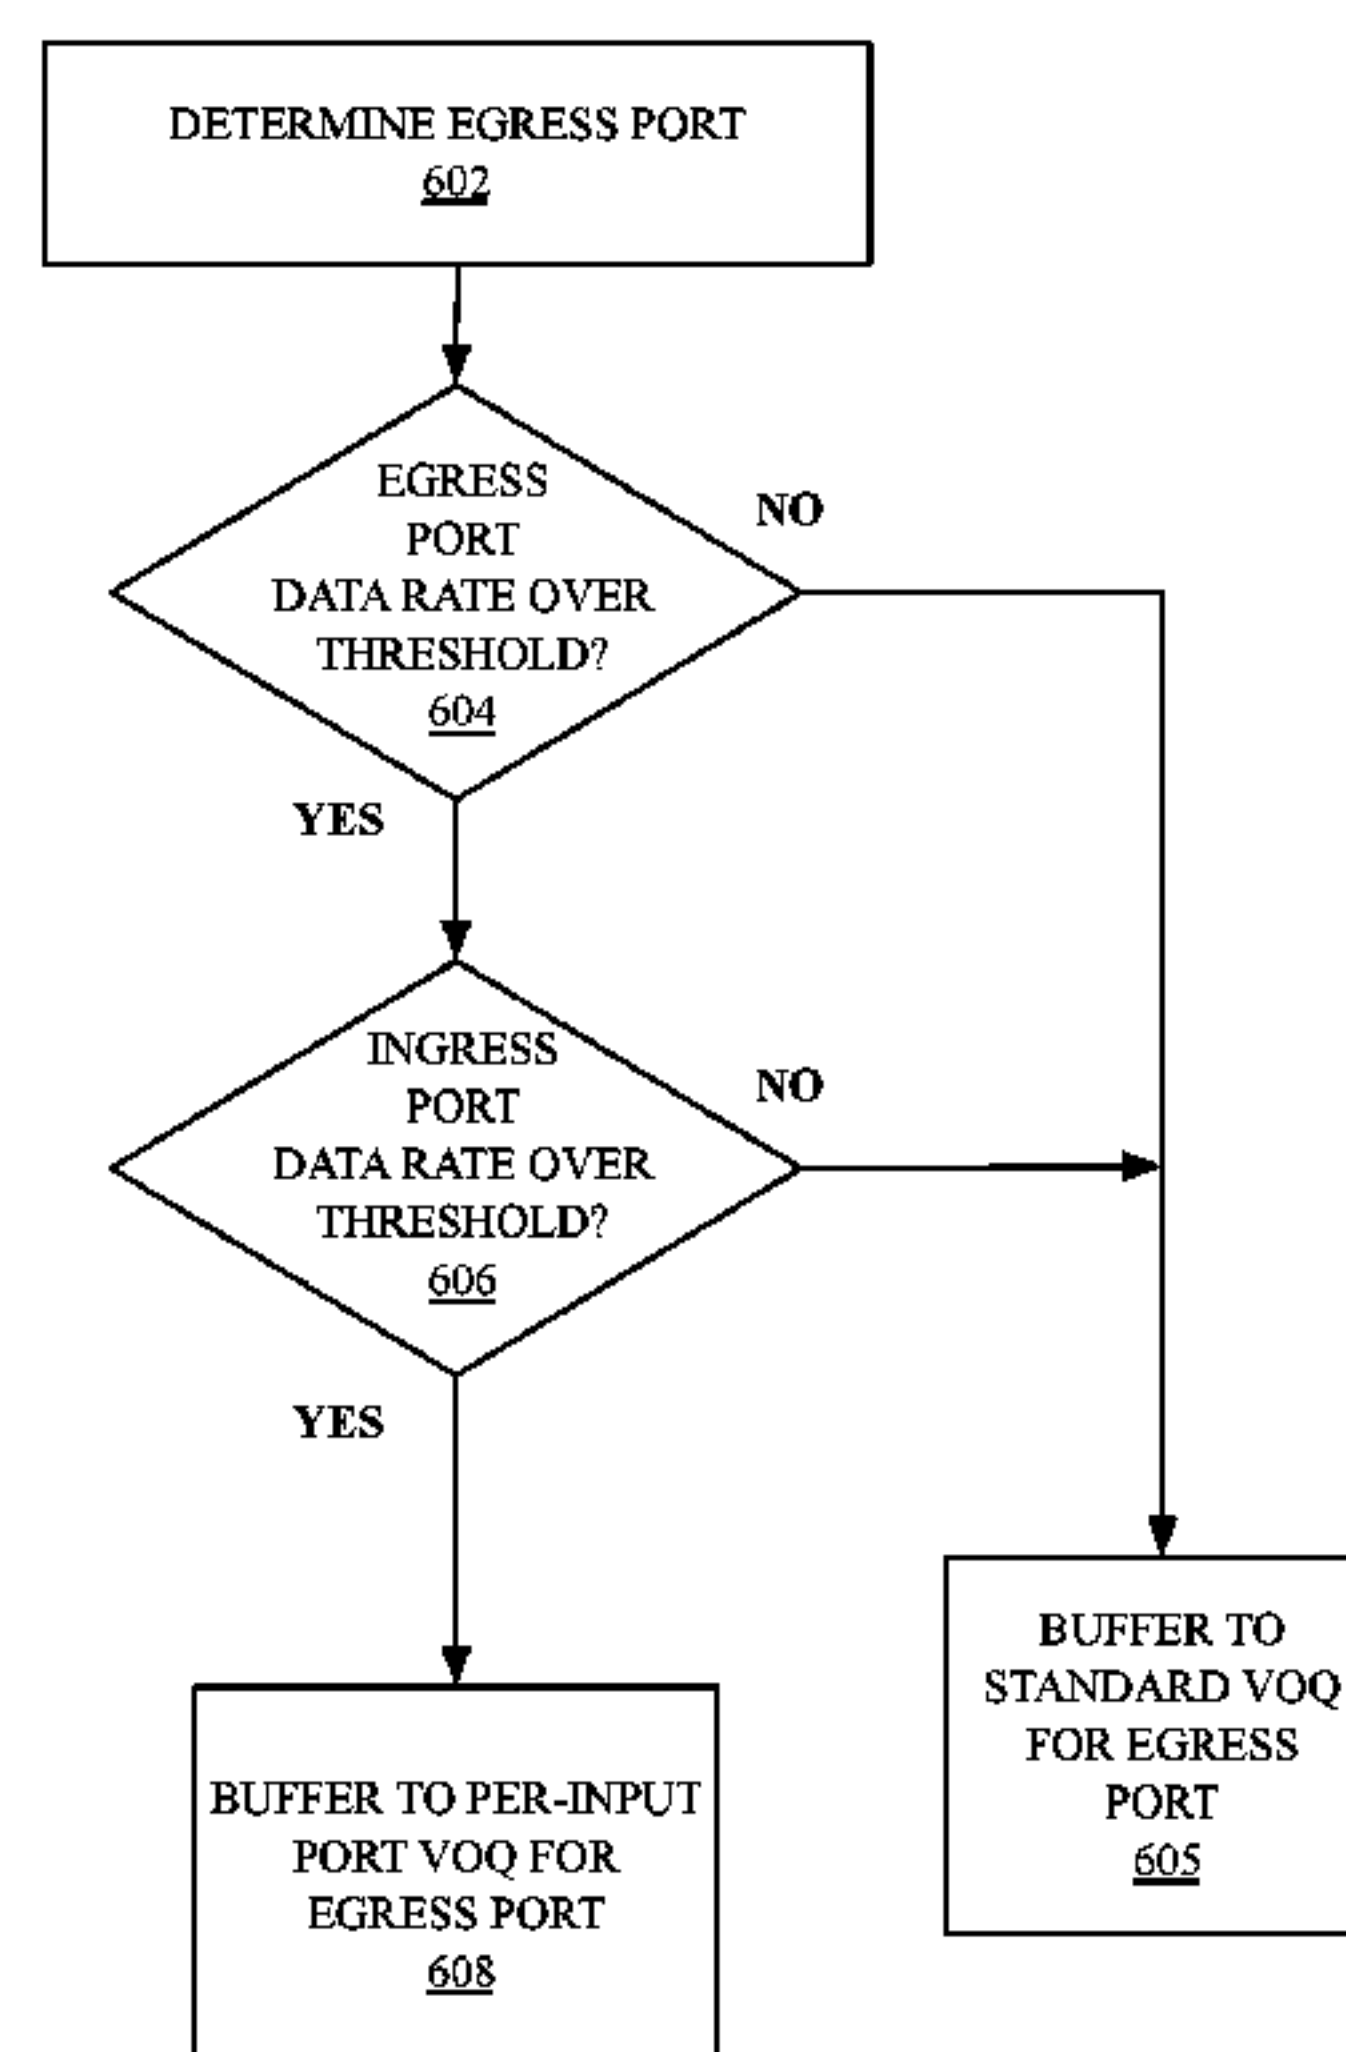 DETERMINE EGRESS PORT
602
EGRESS
PORT
DATA RATE OVER
THRESHOLD?
604
NO
YES
INGRESS
PORT
DATA RATE OVER
THRESHOLD?
606
NO
YES
BUFFER TO
STANDARD VOQ
FOR EGRESS
PORT
605
BUFFER TO PER-INPUT
PORT VOQ FOR
EGRESS PORT
608